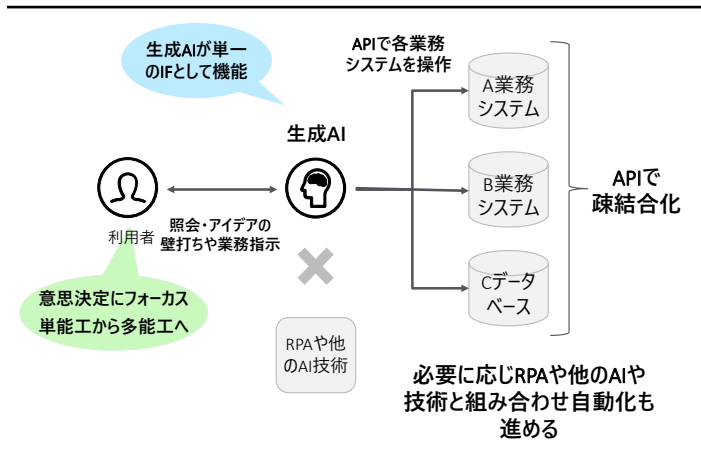 生成AIが単一
のIFとして機能
APIで各業務
システムを操作
A業務
システム
生成AI
B業務
システム
APIで
疎結合化
利用者
照会・アイデアの
壁打ちや業務指示
Cデータ
ベース
意思決定にフォーカス
単能工から多能工へ
RPAや他
のAI技術
必要に応じRPAや他のAIや
技術と組み合わせ自動化も
進める